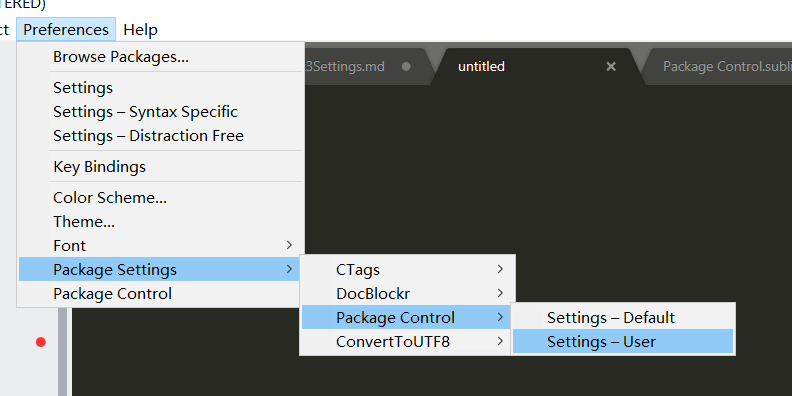 TERED)
ct Preferences Help
Browse Packages...
3Settings.md
untitled
Package Control.subli
Settings
Settings – Syntax Specific
Settings – Distraction Free
Key Bindings
Color Scheme...
Theme...
Font
Package Settings
Package Control
CTags
DocBlockr
Package Control
ConvertToUTF8
Settings – Default
Settings – User